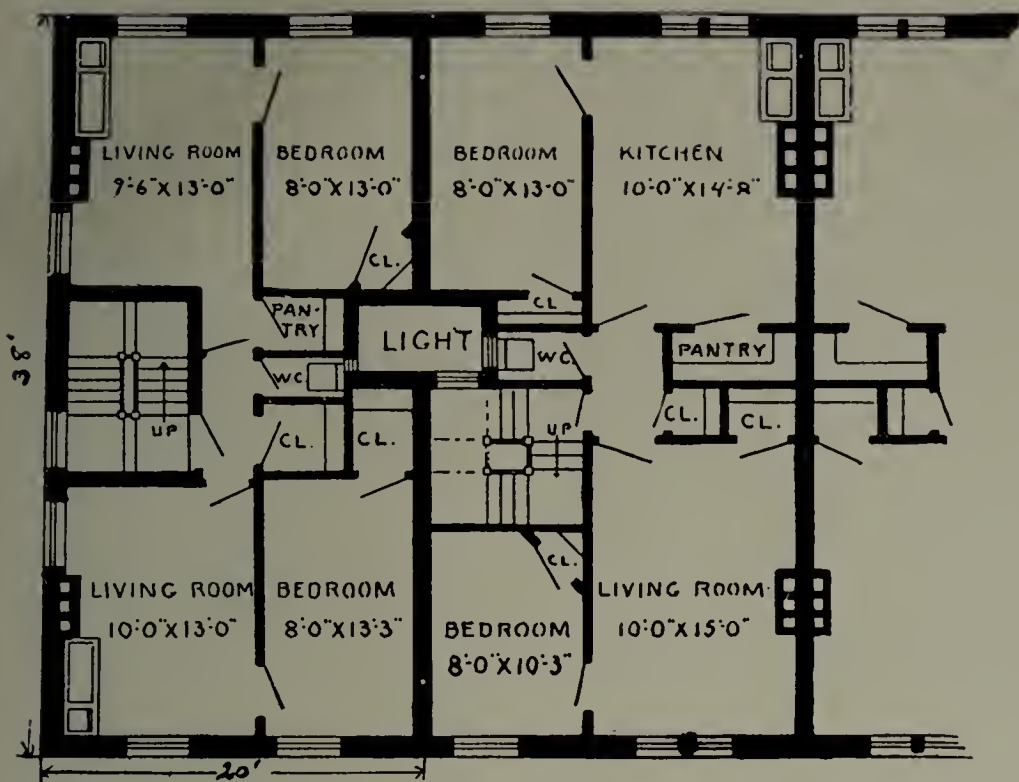 LIVING ROOM
9'-6"X13'-0"
BEDROOM
8'-0"X13'-0"
BEDROOM
8'-0"X13'-0"
KITCHEN
10'-0"X14'-8"
CL.
PAN-
TRY
LIGHT
CL
WC
PANTRY
38'
UP
WC.
CL.
CL.
UP
CL.
CL.
LIVING ROOM
10'-0"X13'-0"
BEDROOM
8'-0"X13'-3"
CL.
BEDROOM
8'-0"X10'-3"
LIVING ROOM
10'-0"X15'-0"
20'